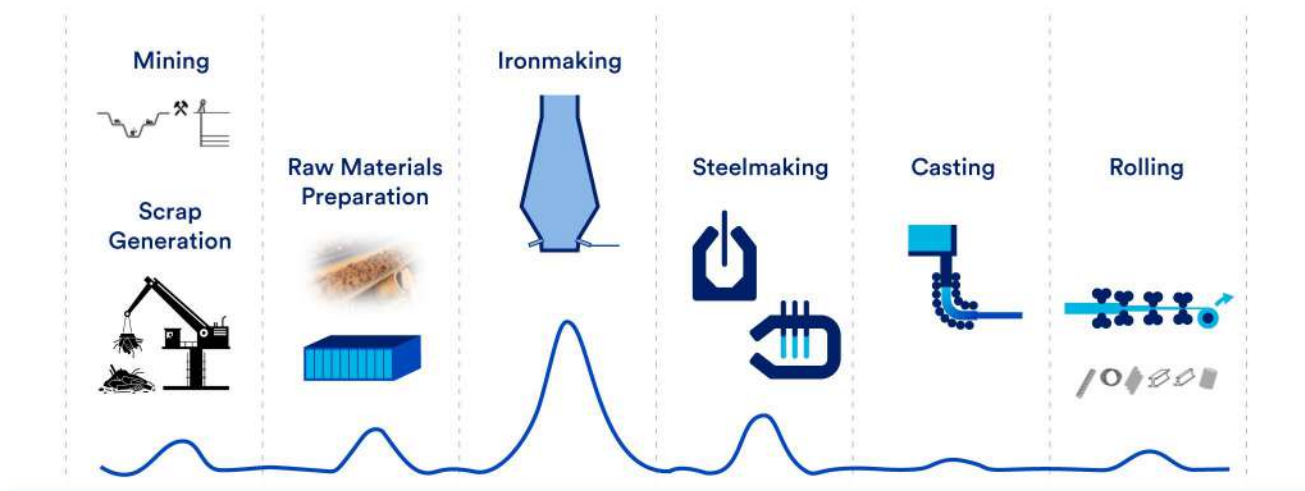 Mining
Scrap
Generation
Raw Materials
Preparation
Ironmaking
Steelmaking
Casting
Rolling